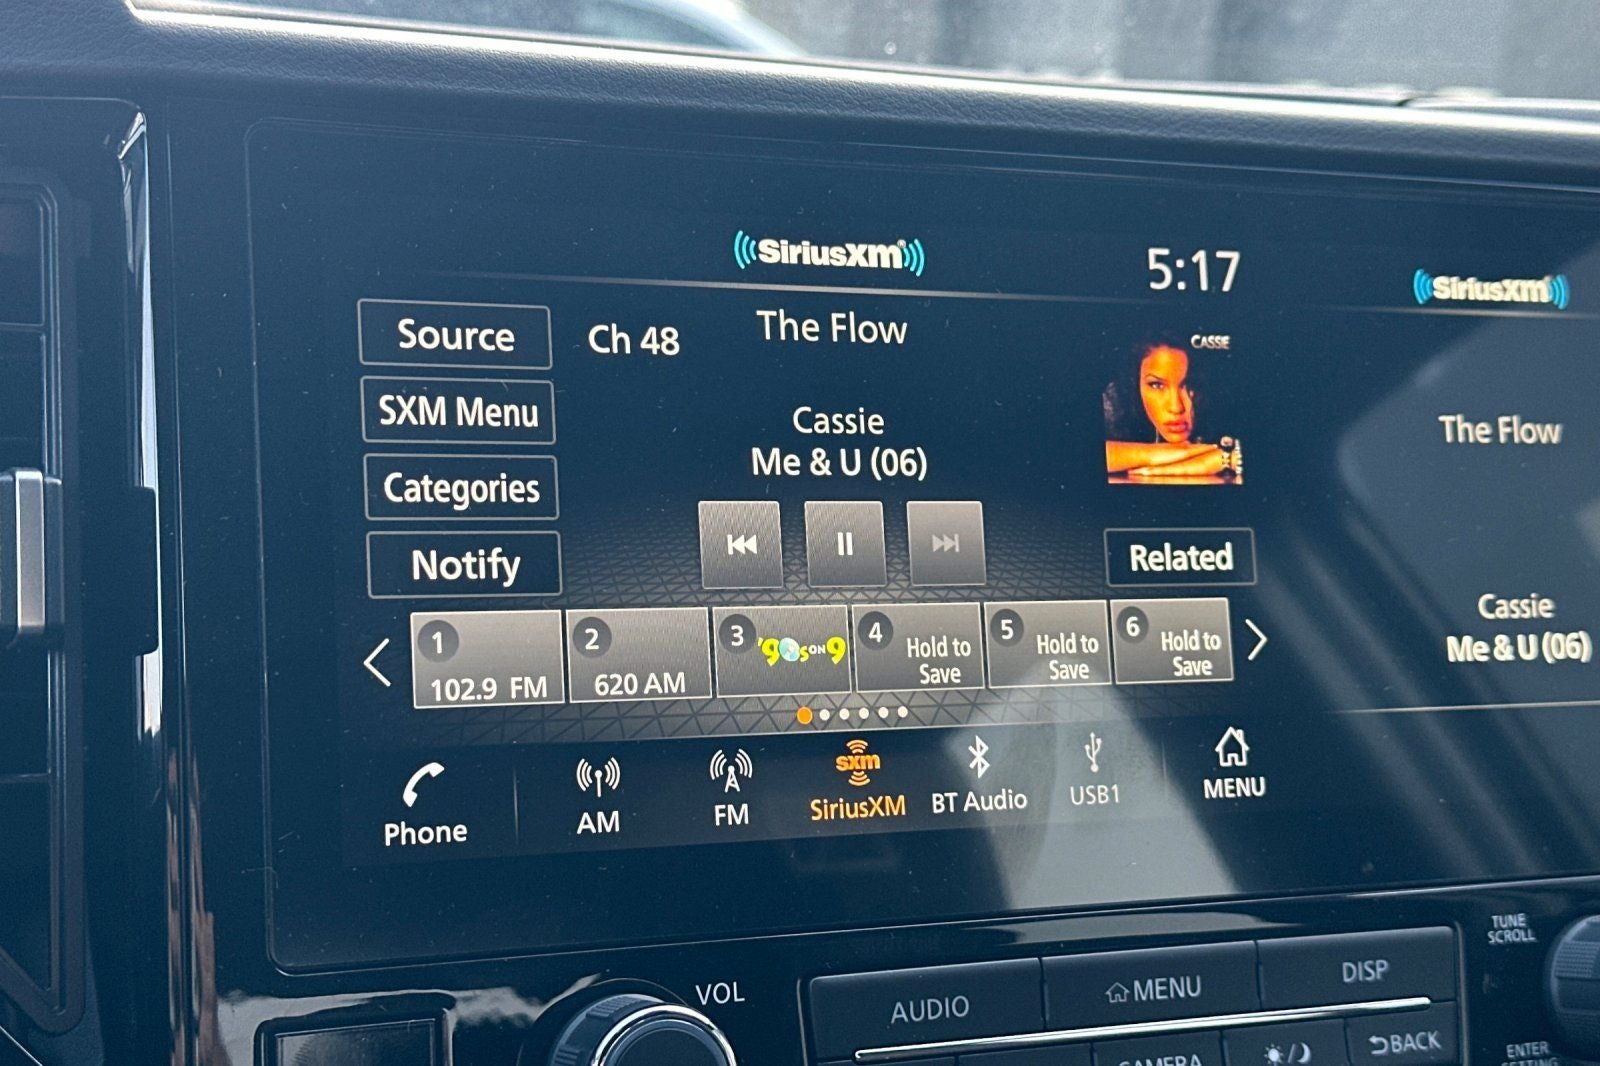 SiriusXM
5:17
SiriusXM
Source
Ch 48
The Flow
CASSIE
SXM Menu
Cassie
The Flow
Me & U (06)
Categories
Notify
Related
Cassie
Me & U (06)
1
102.9 FM
2
620 AM
3
'90s ON 9
4
Hold to
Save
5
Hold to
Save
6
Hold to
Save
Phone
AM
FM
sxm
SiriusXM
BT Audio
USB1
MENU
TUNE
SCROLL
VOL
AUDIO
MENU
DISP
CAMERA
BACK
ENTER
SETTING